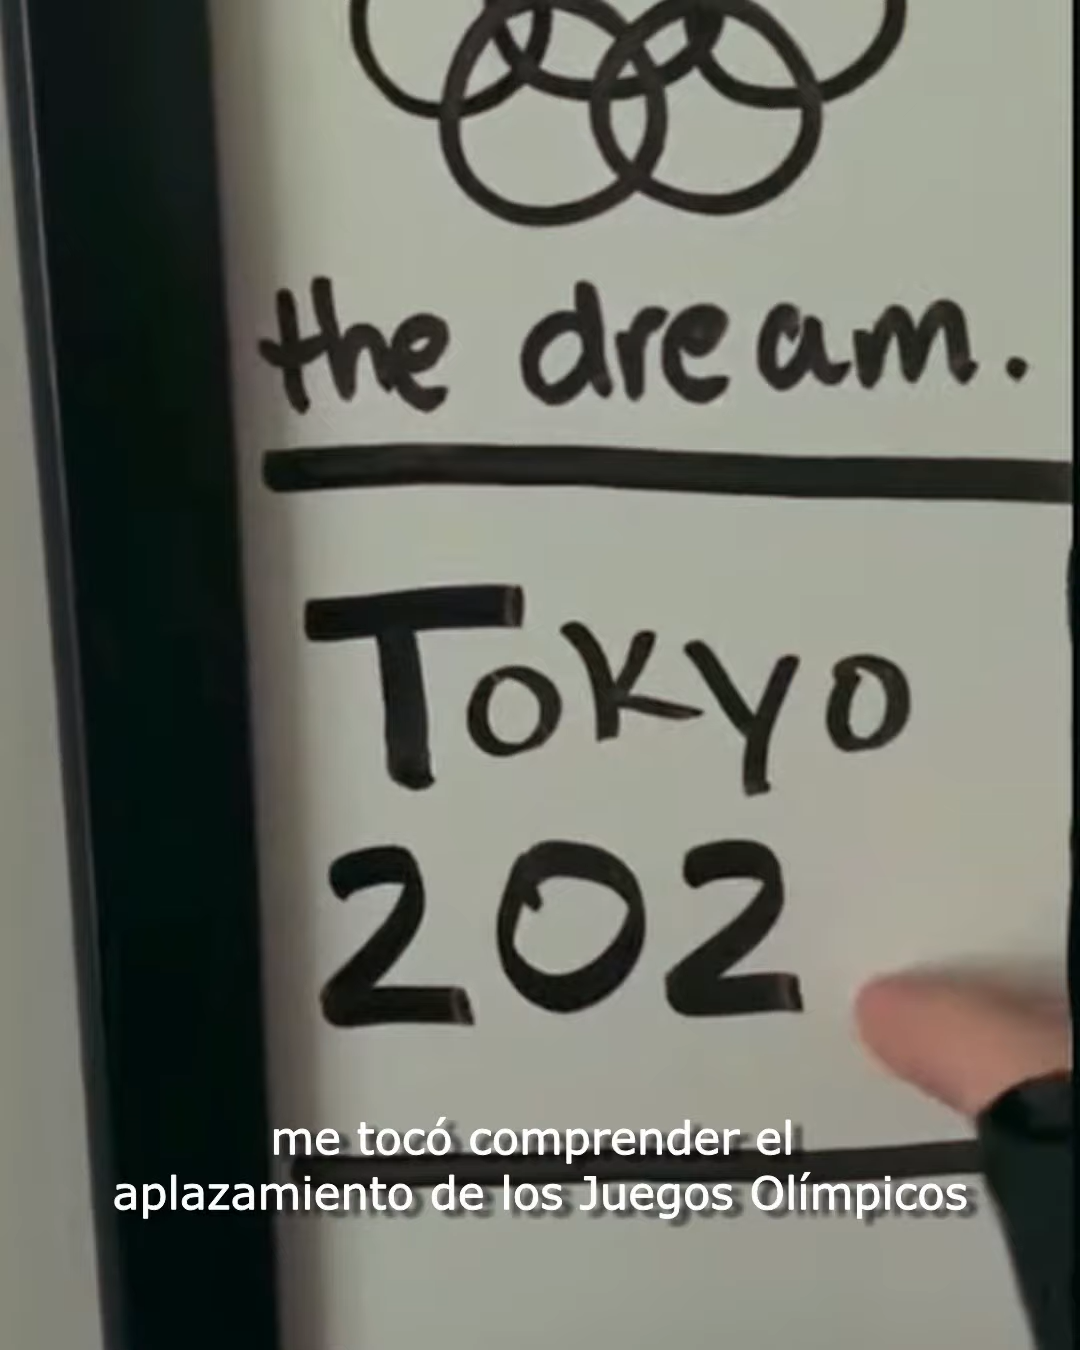 the dream.
Tokyo
202
me tocó comprender el
aplazamiento de los Juegos Olímpicos